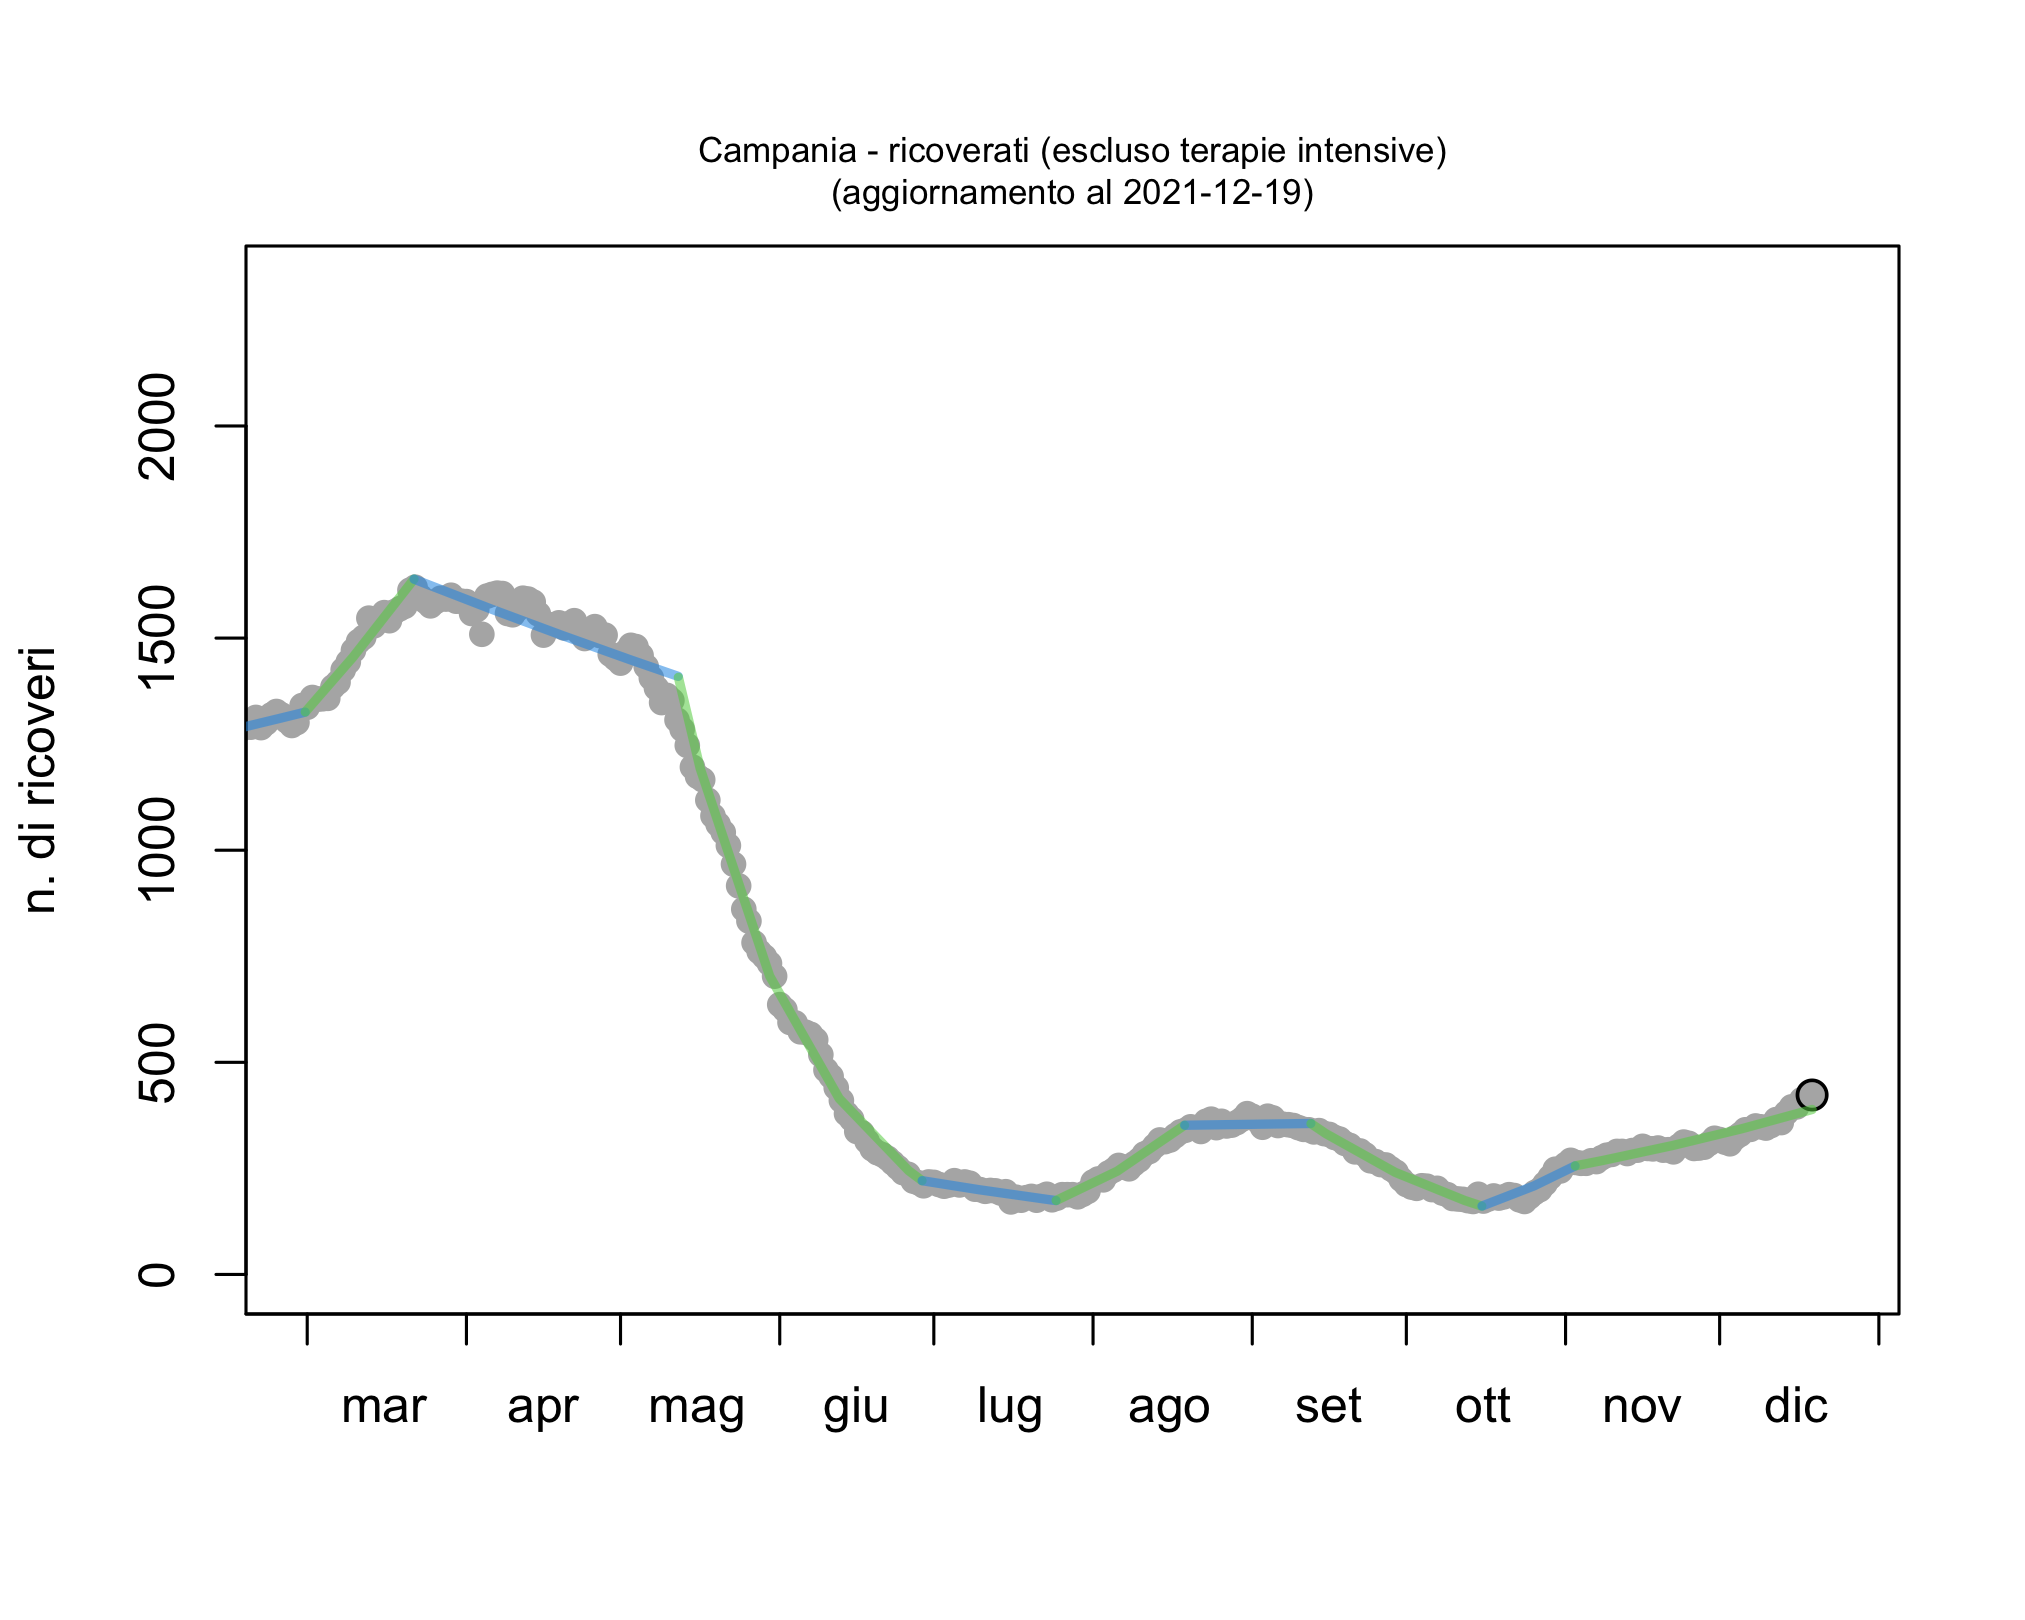 Campania - ricoverati (escluso terapie intensive)
(aggiornamento al 2021-12-19)
n. di ricoveri
2000
1500
1000
500
0
mar apr mag giu lug ago set ott nov dic